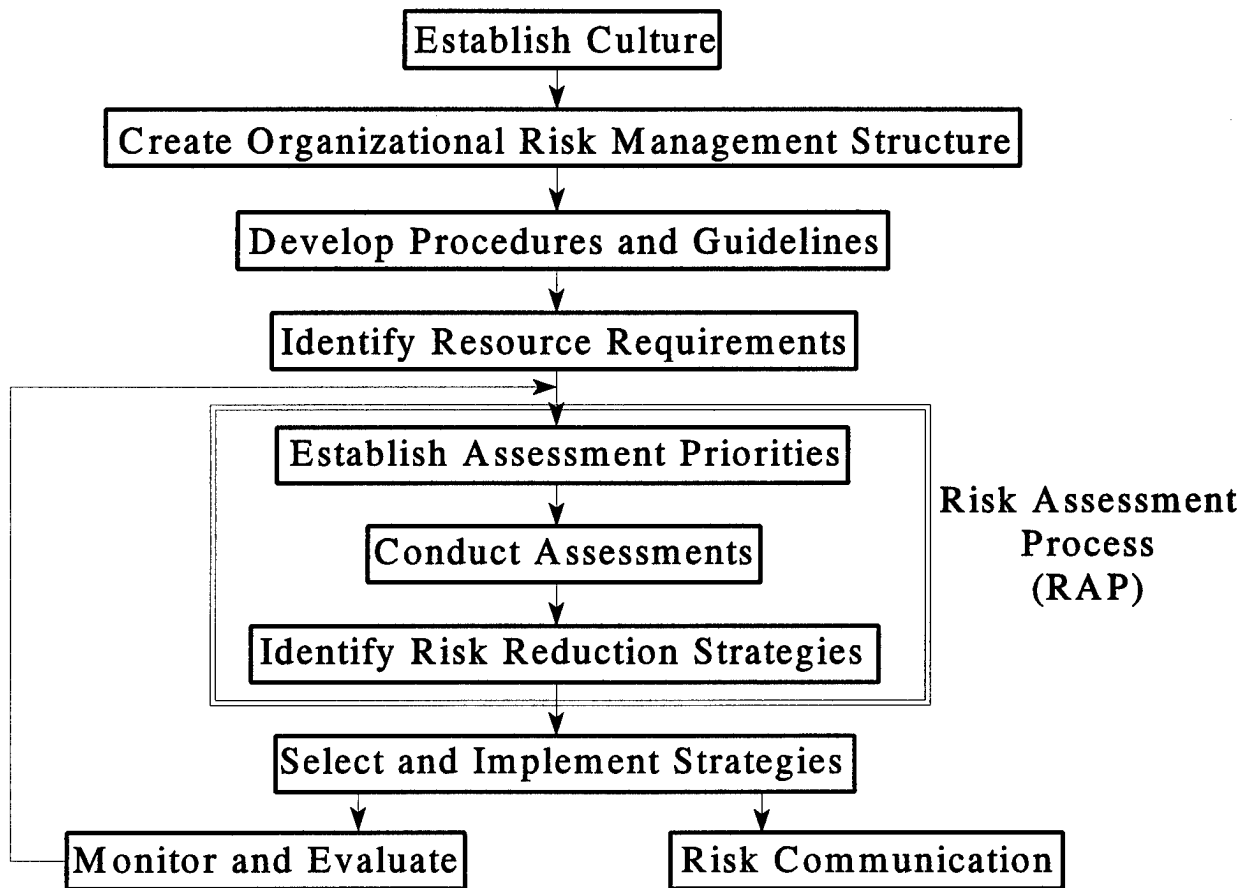 Establish Culture
Create Organizational Risk Management Structure
Develop Procedures and Guidelines
Identify Resource Requirements
Establish Assessment Priorities
Conduct Assessments
Identify Risk Reduction Strategies
Risk Assessment
Process
(RAP)
Select and Implement Strategies
Monitor and Evaluate
Risk Communication